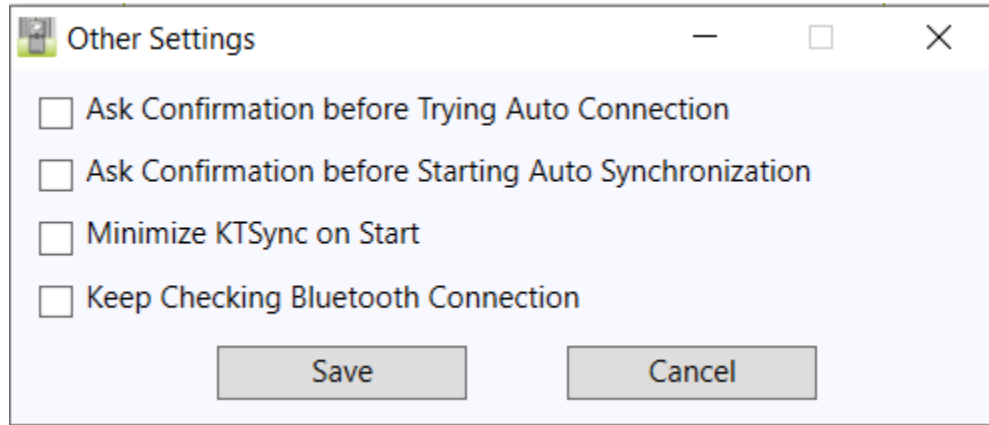 Other Settings
Ask Confirmation before Trying Auto Connection
Ask Confirmation before Starting Auto Synchronization
Minimize KTSync on Start
Keep Checking Bluetooth Connection
Save Cancel